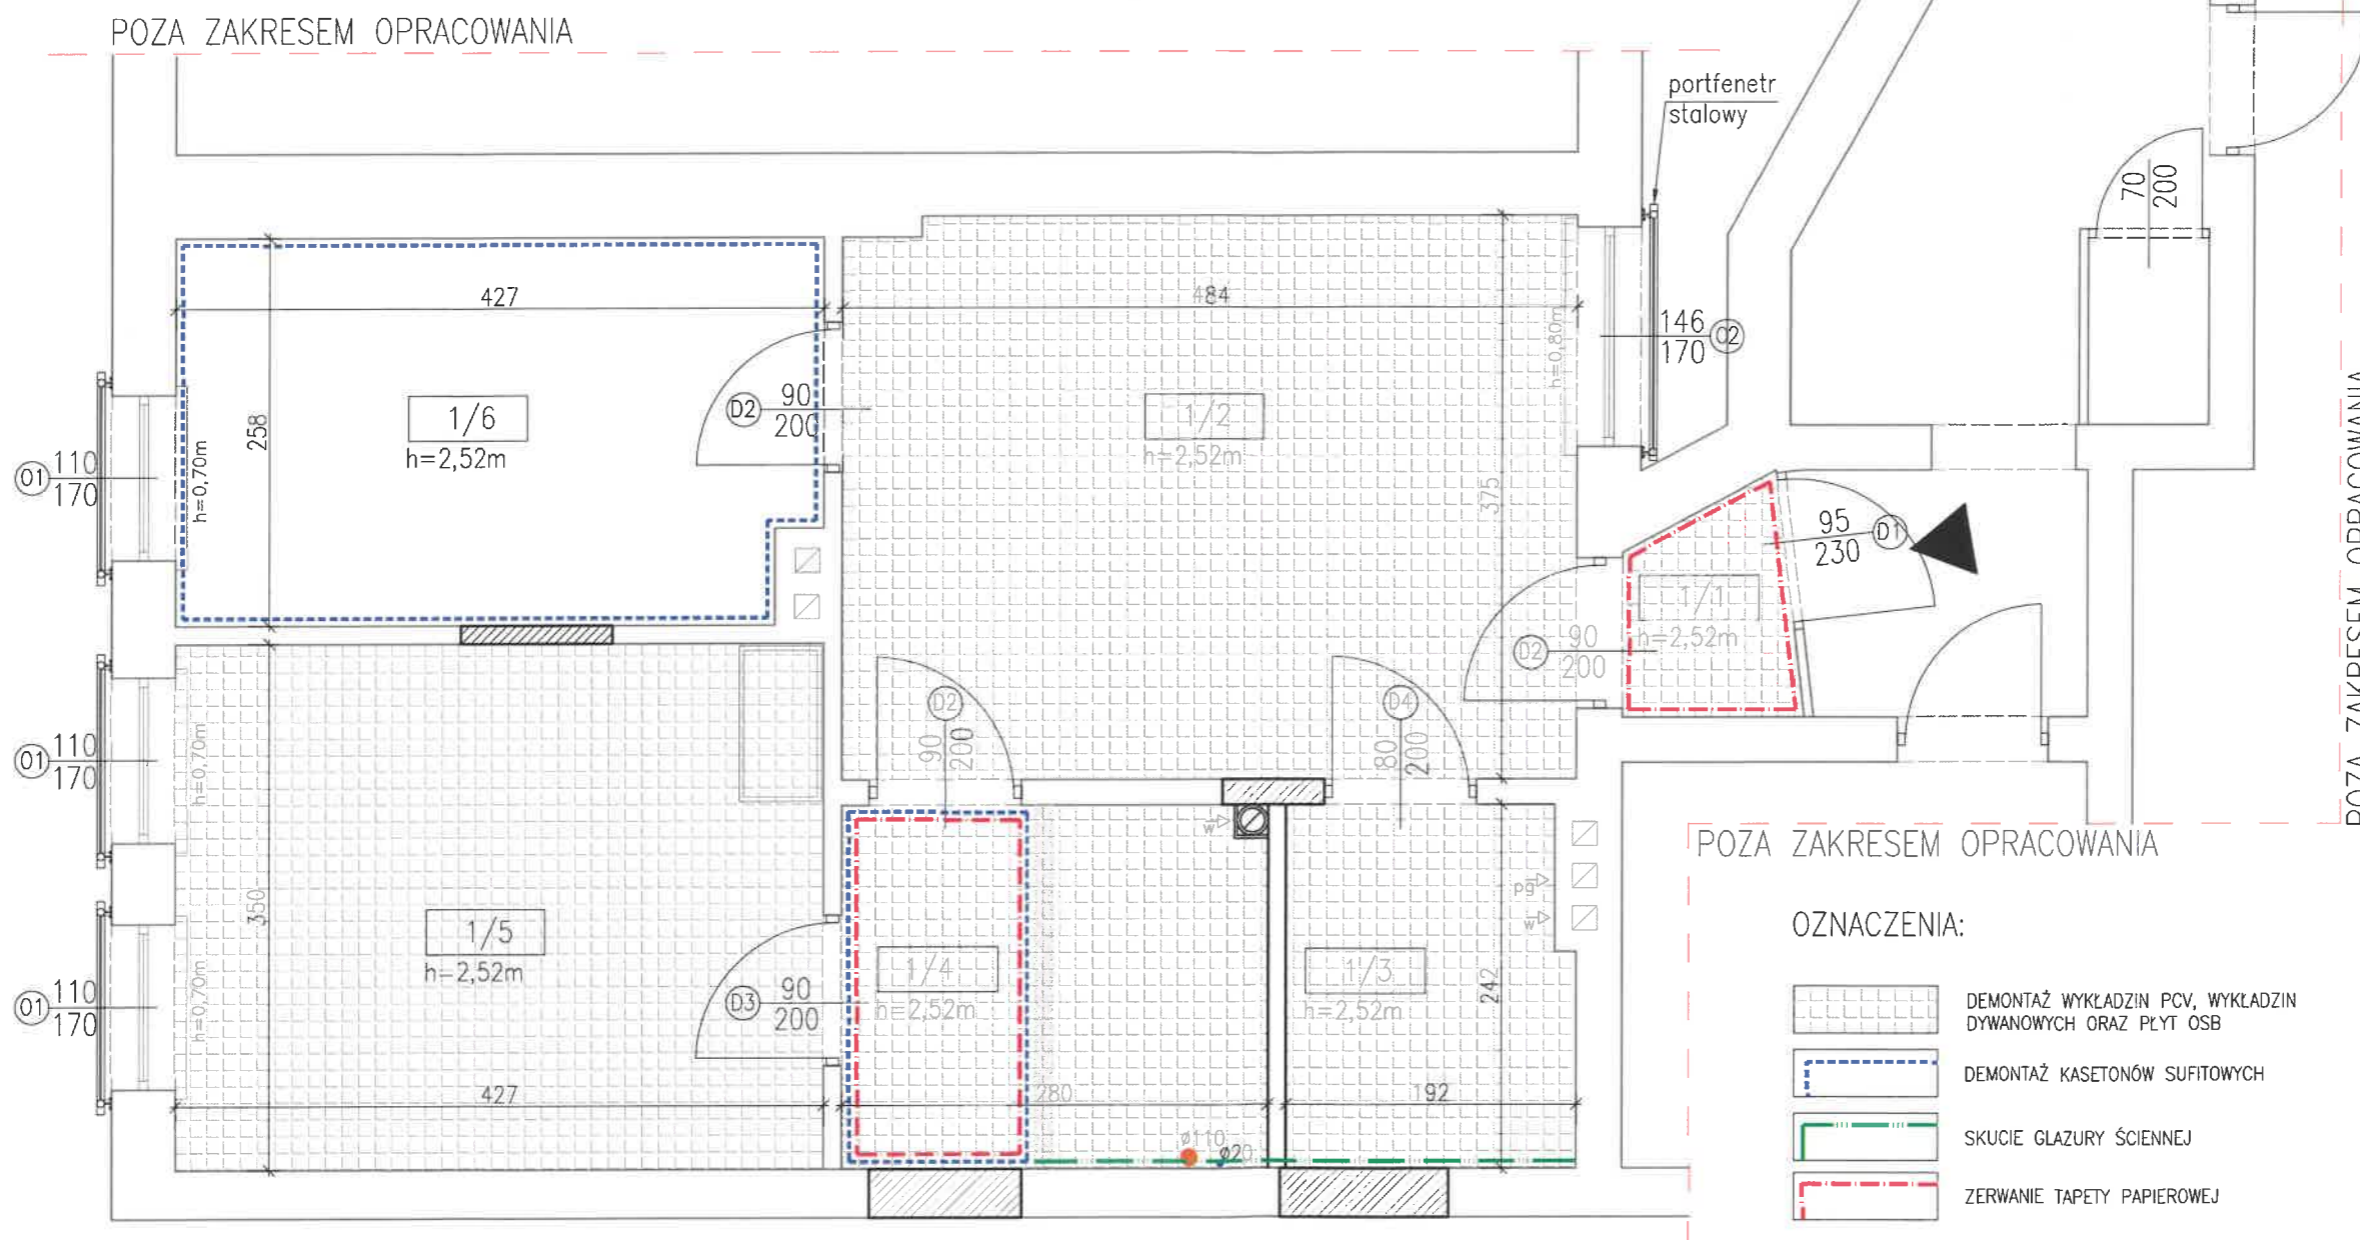 POZA ZAKRESEM OPRACOWANIA
portfenetr
stalowy
70
200
427
484
h=0,80m
146
170
O2
D2
90
200
1/6
h=2,52m
258
h=0,70m
O1
110
170
1/2
h=2,52m
375
95
230
D1
1/1
h=2,52m
D2
90
200
POZA ZAKRESEM OPRACOWANIA
O1
110
170
h=0,70m
D2
90
200
D4
80
200
w
350
1/5
h=2,52m
D3
90
200
1/4
h=2,52m
1/3
h=2,52m
pg
w
242
O1
110
170
h=0,70m
427
280
192
ø110
ø20
POZA ZAKRESEM OPRACOWANIA
OZNACZENIA:
DEMONTAŻ WYKŁADZIN PCV, WYKŁADZIN
DYWANOWYCH ORAZ PŁYT OSB
DEMONTAŻ KASETONÓW SUFITOWYCH
SKUCIE GLAZURY ŚCIENNEJ
ZERWANIE TAPETY PAPIEROWEJ